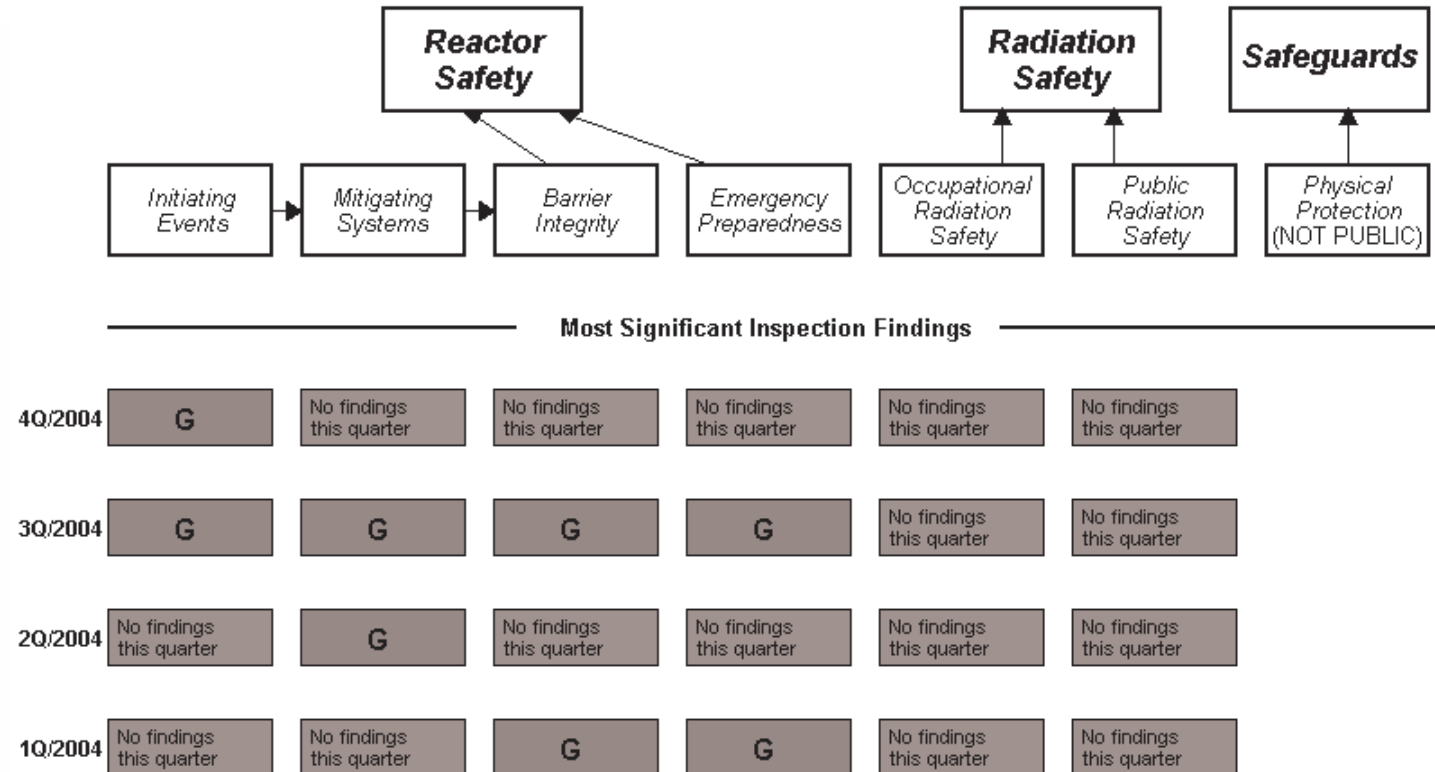 Reactor
Safety
Radiation
Safety
Safeguards
Initiating
Events
Mitigating
Systems
Barrier
Integrity
Emergency
Preparedness
Occupational
Radiation
Safety
Public
Radiation
Safety
Physical
Protection
(NOT PUBLIC)
Most Significant Inspection Findings
4Q/2004
G
No findings
this quarter
No findings
this quarter
No findings
this quarter
No findings
this quarter
No findings
this quarter
3Q/2004
G
G
G
G
No findings
this quarter
No findings
this quarter
2Q/2004
No findings
this quarter
G
No findings
this quarter
No findings
this quarter
No findings
this quarter
No findings
this quarter
1Q/2004
No findings
this quarter
No findings
this quarter
G
G
No findings
this quarter
No findings
this quarter